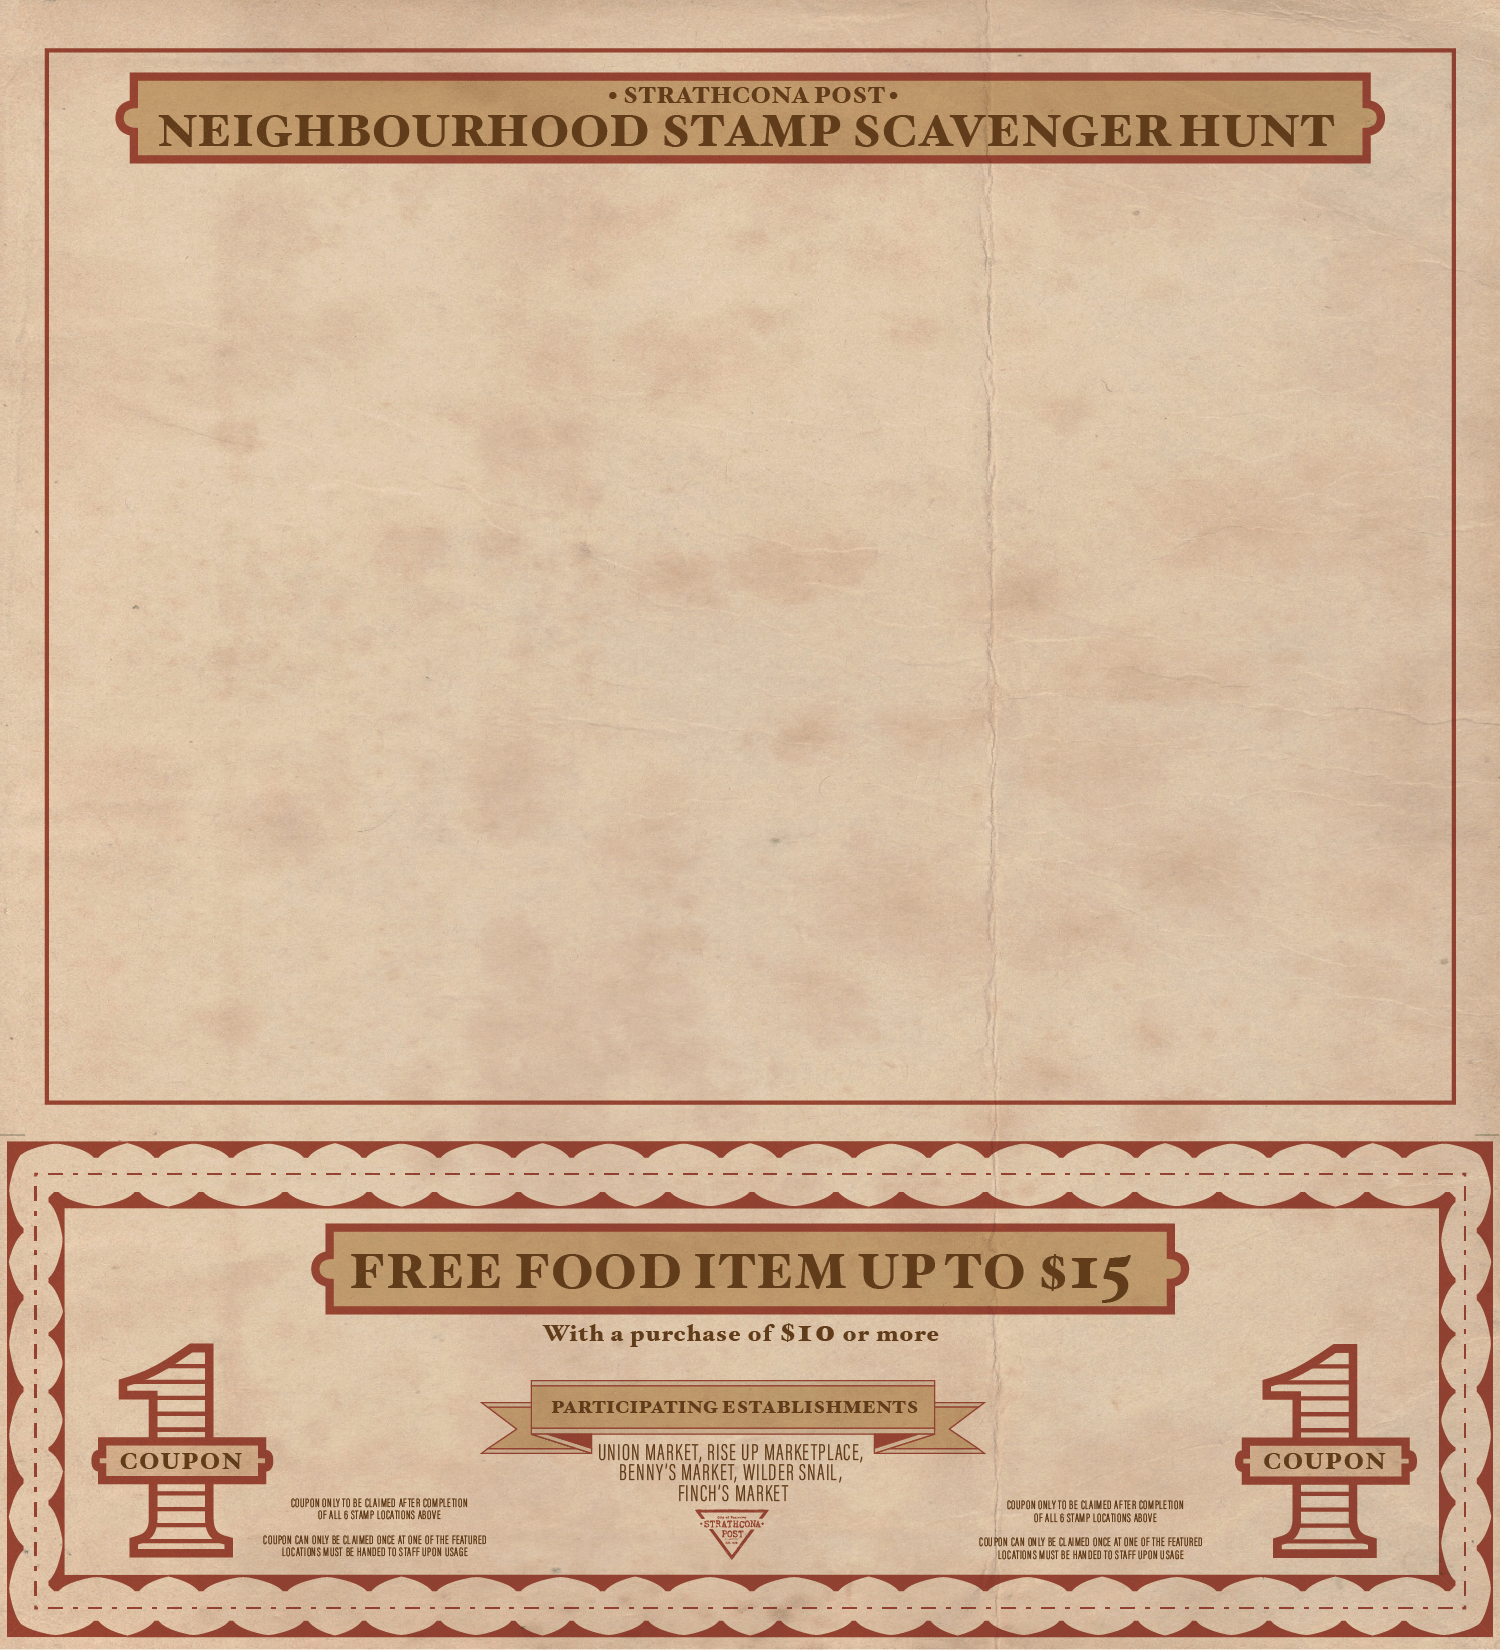 • STRATHCONA POST •
NEIGHBOURHOOD STAMP SCAVENGER HUNT
FREE FOOD ITEM UP TO $15
With a purchase of $10 or more
PARTICIPATING ESTABLISHMENTS
UNION MARKET, RISE UP MARKETPLACE,
BENNY'S MARKET, WILDER SNAIL,
FINCH'S MARKET
COUPON
COUPON ONLY TO BE CLAIMED AFTER COMPLETION
OF ALL 6 STAMP LOCATIONS ABOVE
COUPON CAN ONLY BE CLAIMED ONCE AT ONE OF THE FEATURED
LOCATIONS MUST BE HANDED TO STAFF UPON USAGE
1
STRATHCONA
POST
COUPON ONLY TO BE CLAIMED AFTER COMPLETION
OF ALL 6 STAMP LOCATIONS ABOVE
COUPON CAN ONLY BE CLAIMED ONCE AT ONE OF THE FEATURED
LOCATIONS MUST BE HANDED TO STAFF UPON USAGE
1
COUPON